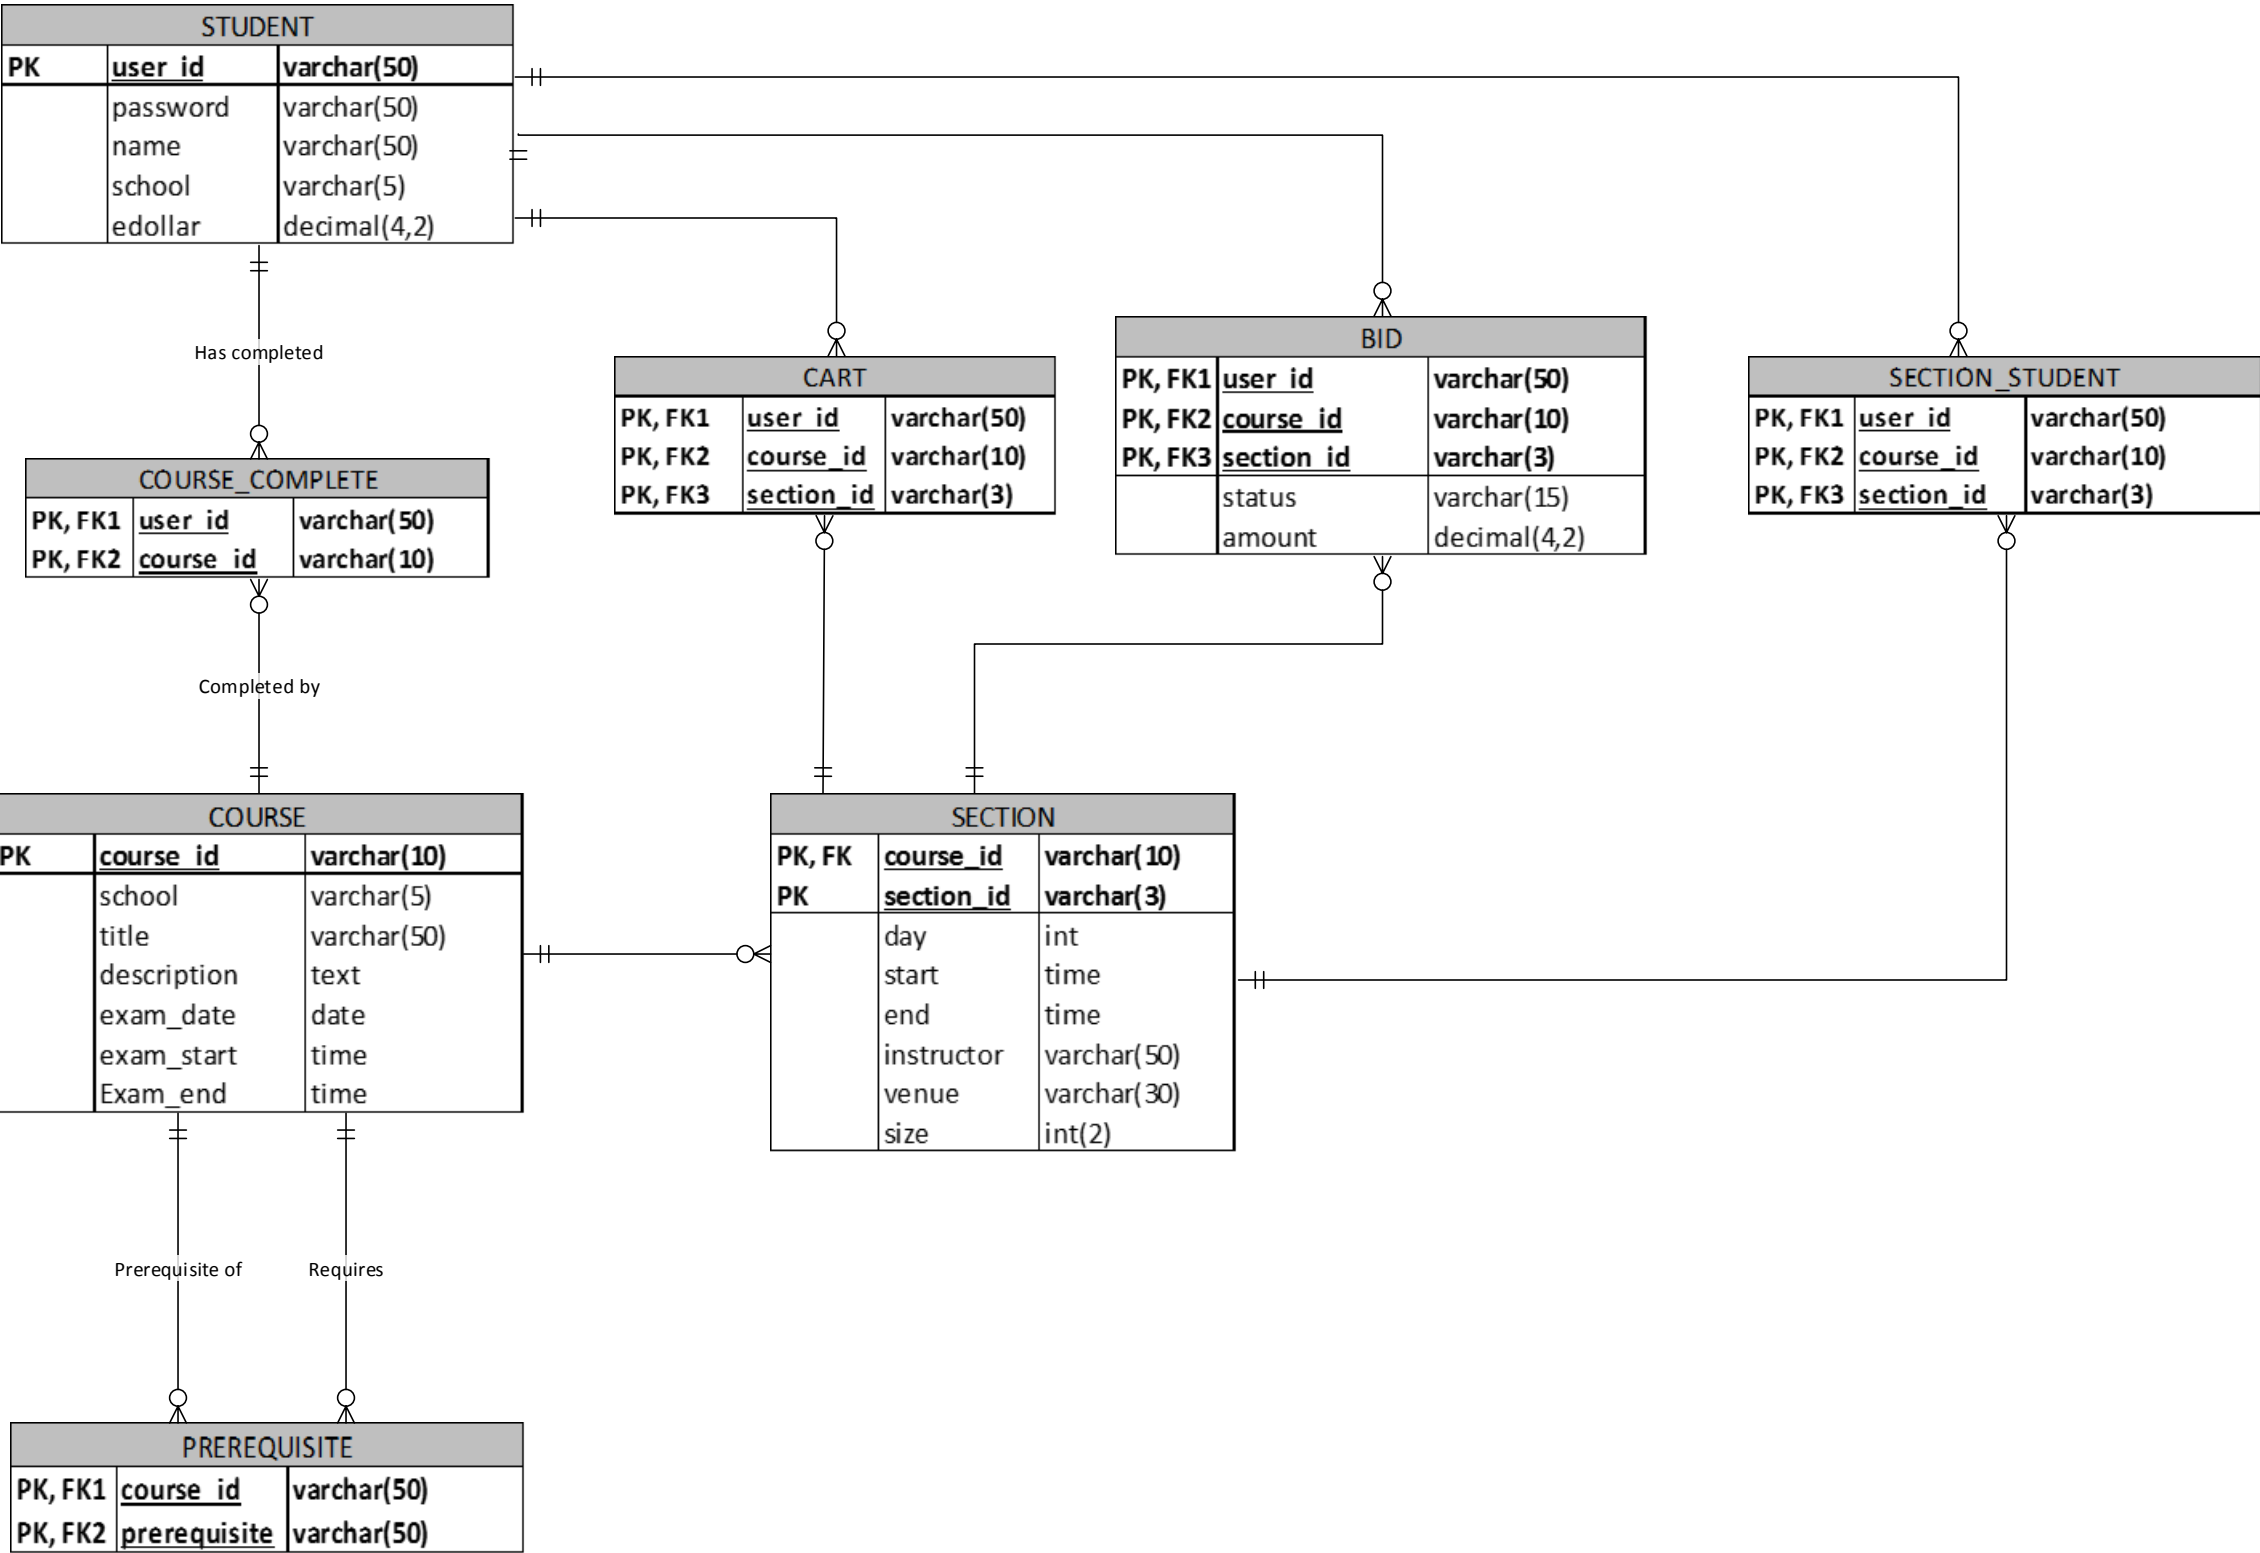 STUDENT
PK user_id varchar(50)
password varchar(50)
name varchar(50)
school varchar(5)
edollar decimal(4,2)
Has completed
COURSE_COMPLETE
PK, FK1 user_id varchar(50)
PK, FK2 course_id varchar(10)
Completed by
CART
PK, FK1 user_id varchar(50)
PK, FK2 course_id varchar(10)
PK, FK3 section_id varchar(3)
BID
PK, FK1 user_id varchar(50)
PK, FK2 course_id varchar(10)
PK, FK3 section_id varchar(3)
status varchar(15)
amount decimal(4,2)
SECTION_STUDENT
PK, FK1 user_id varchar(50)
PK, FK2 course_id varchar(10)
PK, FK3 section_id varchar(3)
COURSE
PK course_id varchar(10)
school varchar(5)
title varchar(50)
description text
exam_date date
exam_start time
Exam_end time
SECTION
PK, FK course_id varchar(10)
PK section_id varchar(3)
day int
start time
end time
instructor varchar(50)
venue varchar(30)
size int(2)
Prerequisite of
Requires
PREREQUISITE
PK, FK1 course_id varchar(50)
PK, FK2 prerequisite varchar(50)